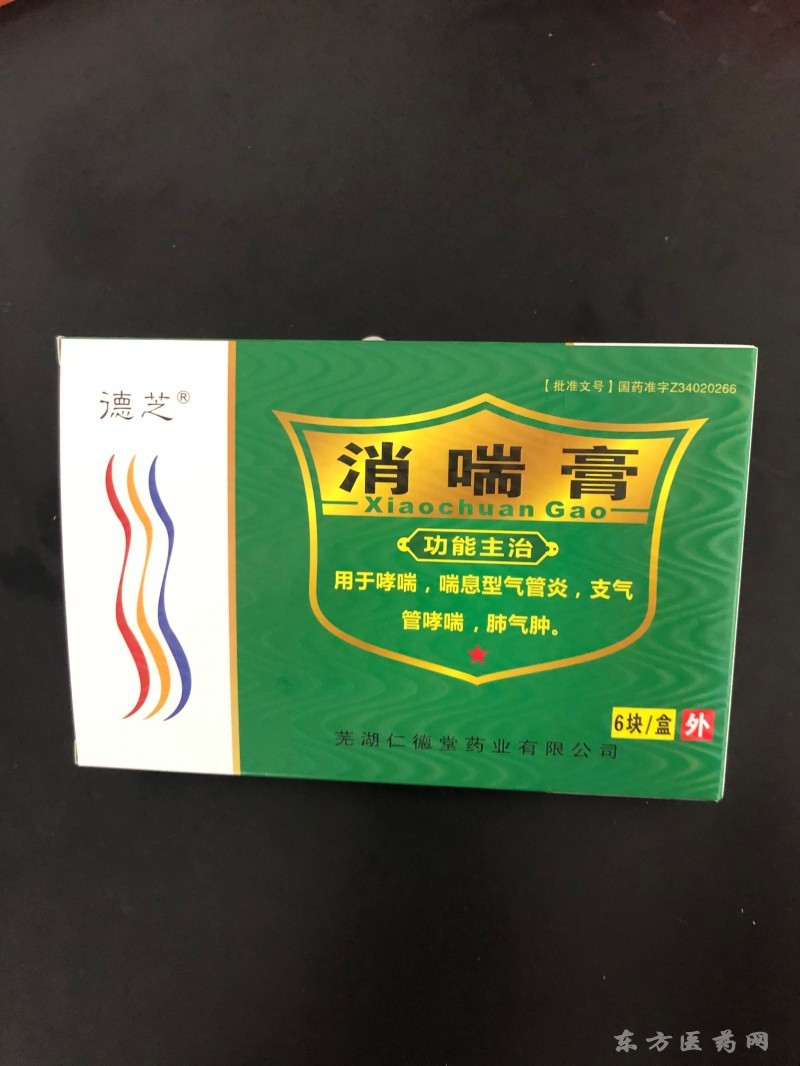 德芝®
【批准文号】国药准字Z34020266
消喘膏
Xiaochuan Gao
功能主治
用于哮喘，喘息型气管炎，支气
管哮喘，肺气肿。
6块/盒 外
芜湖仁德堂药业有限公司
东方医药网